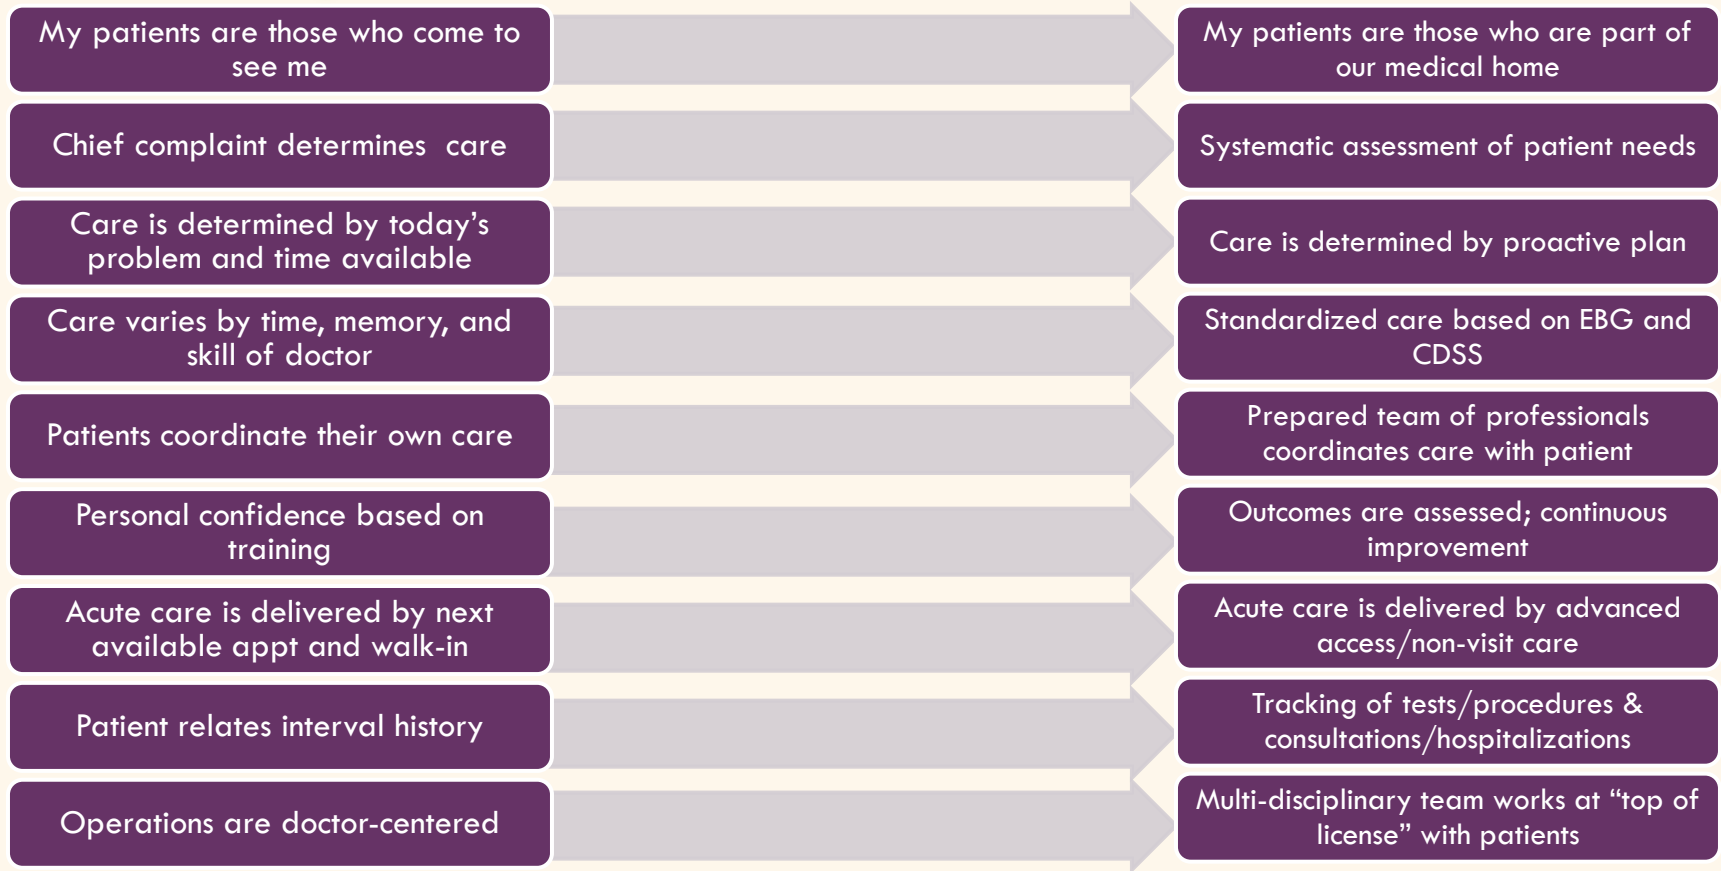 My patients are those who come to
see me
My patients are those who are part of
our medical home
Chief complaint determines care
Systematic assessment of patient needs
Care is determined by today’s
problem and time available
Care is determined by proactive plan
Care varies by time, memory, and
skill of doctor
Standardized care based on EBG and
CDSS
Patients coordinate their own care
Prepared team of professionals
coordinates care with patient
Personal confidence based on
training
Outcomes are assessed; continuous
improvement
Acute care is delivered by next
available appt and walk-in
Acute care is delivered by advanced
access/non-visit care
Patient relates interval history
Tracking of tests/procedures &
consultations/hospitalizations
Operations are doctor-centered
Multi-disciplinary team works at “top of
license” with patients